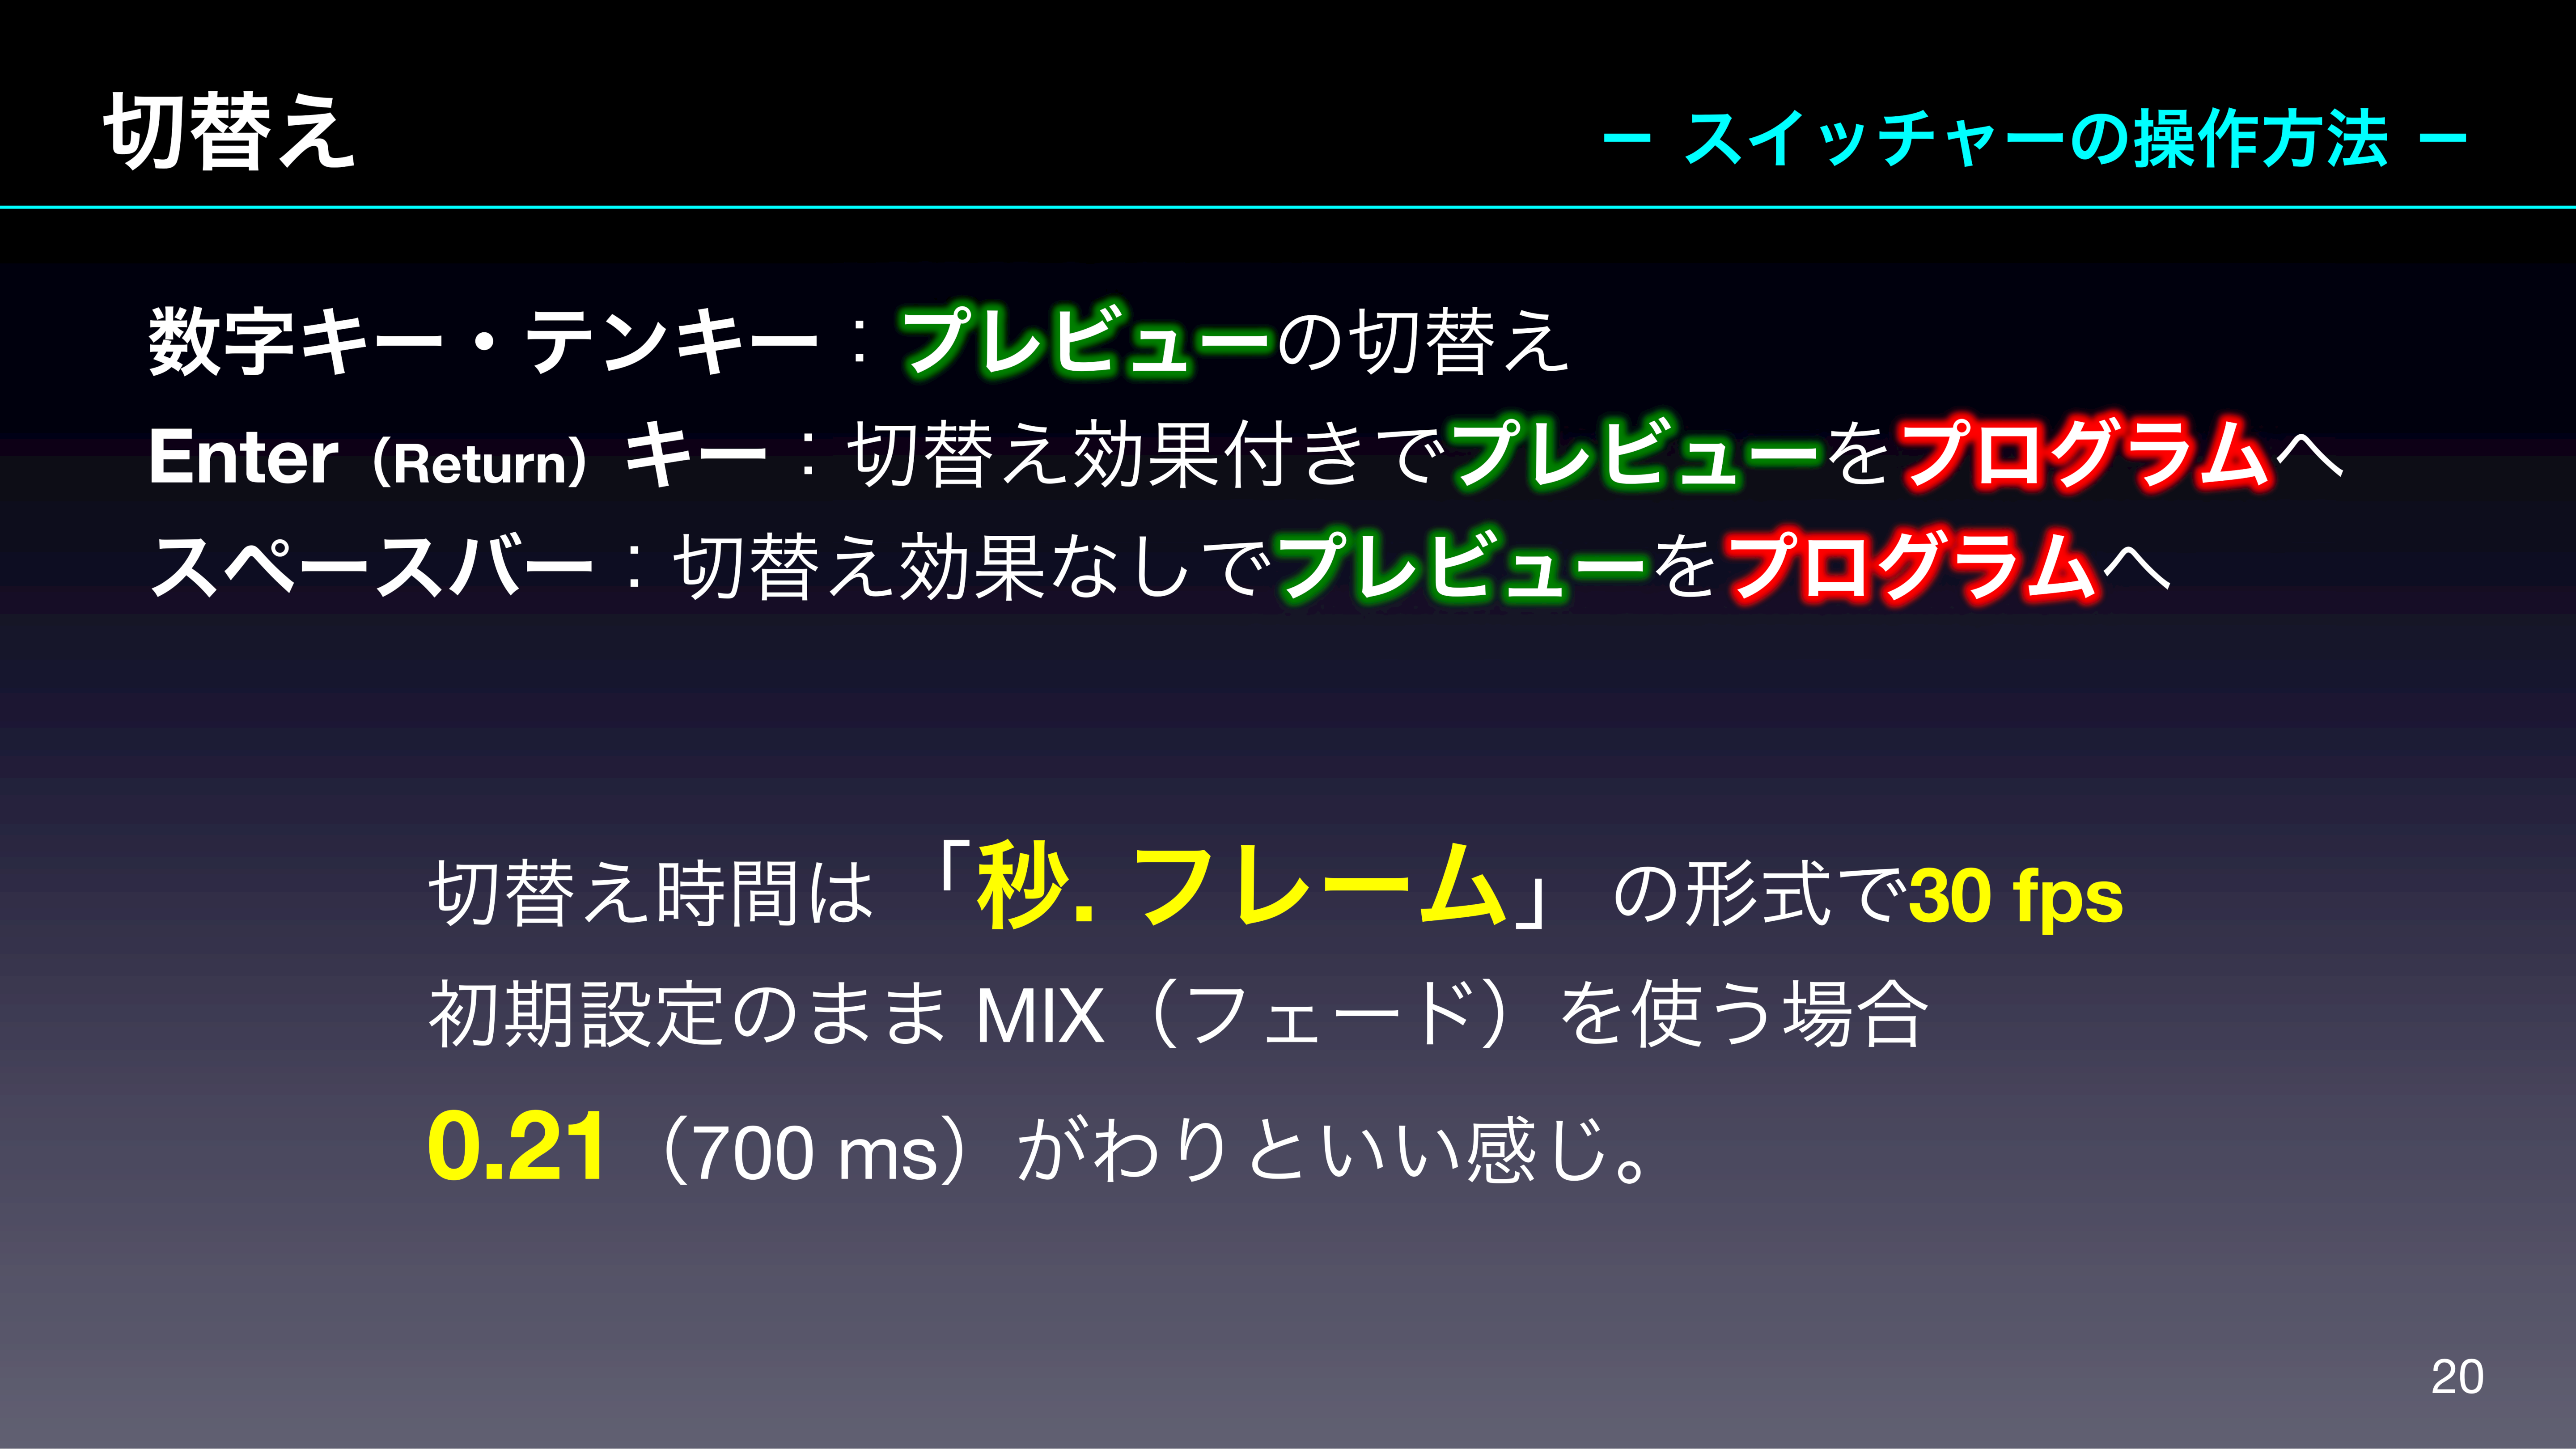 切替え
－ スイッチャーの操作方法 －
数字キー・テンキー：プレビューの切替え
Enter（Return）キー：切替え効果付きでプレビューをプログラムへ
スペースバー：切替え効果なしでプレビューをプログラムへ
切替え時間は「秒. フレーム」の形式で30 fps
初期設定のまま MIX（フェード）を使う場合
0.21（700 ms）がわりといい感じ。
20